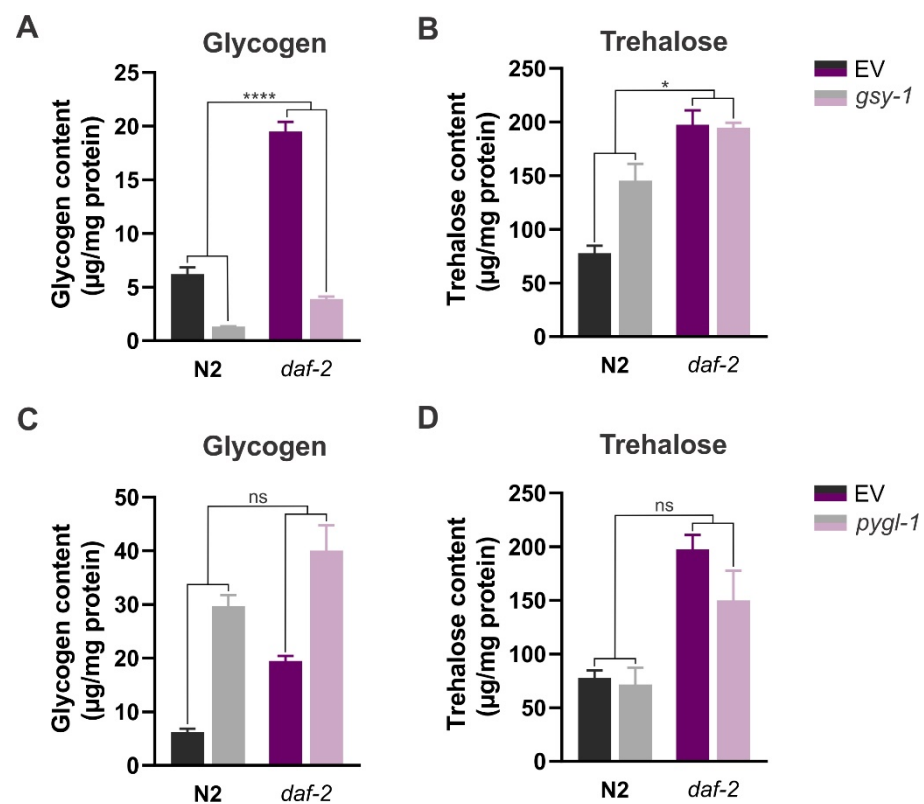 A
Glycogen
Glycogen content
(µg/mg protein)
25
20
15
10
5
0
****
N2
daf-2
B
Trehalose
Trehalose content
(µg/mg protein)
250
200
150
100
50
0
*
N2
daf-2
EV
gsy-1
C
Glycogen
Glycogen content
(µg/mg protein)
50
40
30
20
10
0
ns
N2
daf-2
D
Trehalose
Trehalose content
(µg/mg protein)
250
200
150
100
50
0
ns
N2
daf-2
EV
pygl-1